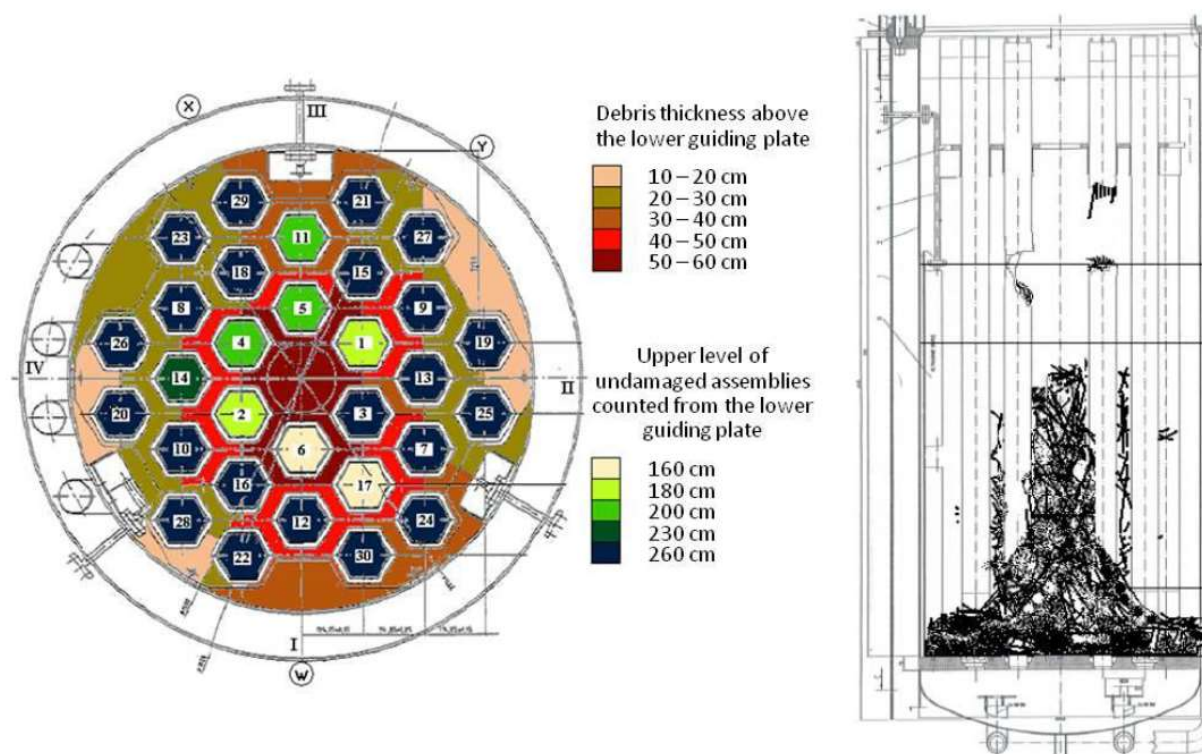 X
III
Y
29
21
23
11
27
18
15
8
5
9
26
4
1
19
IV
14
13
II
20
2
3
25
10
6
7
16
17
28
12
24
22
30
I
W
Debris thickness above
the lower guiding plate
10 – 20 cm
20 – 30 cm
30 – 40 cm
40 – 50 cm
50 – 60 cm
Upper level of
undamaged assemblies
counted from the lower
guiding plate
160 cm
180 cm
200 cm
230 cm
260 cm